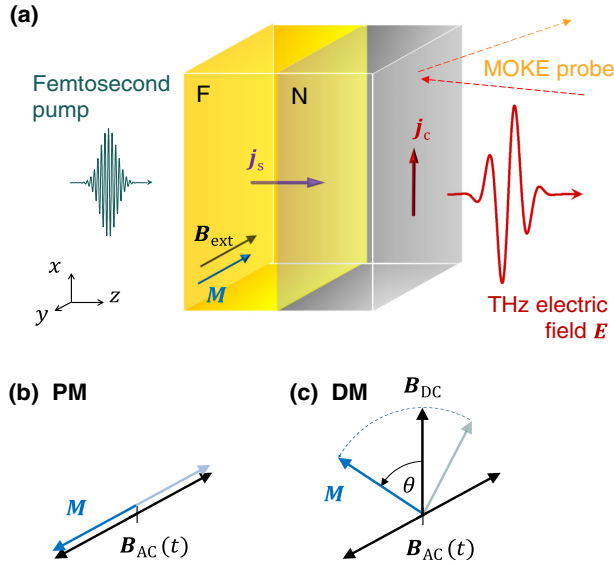 (a)
Femtosecond
pump
F
N
MOKE probe
j_s
j_c
B_ext
M
x
y
z
THz electric
field E
(b) PM
M
B_AC (t)
(c) DM
B_DC
M
θ
B_AC (t)